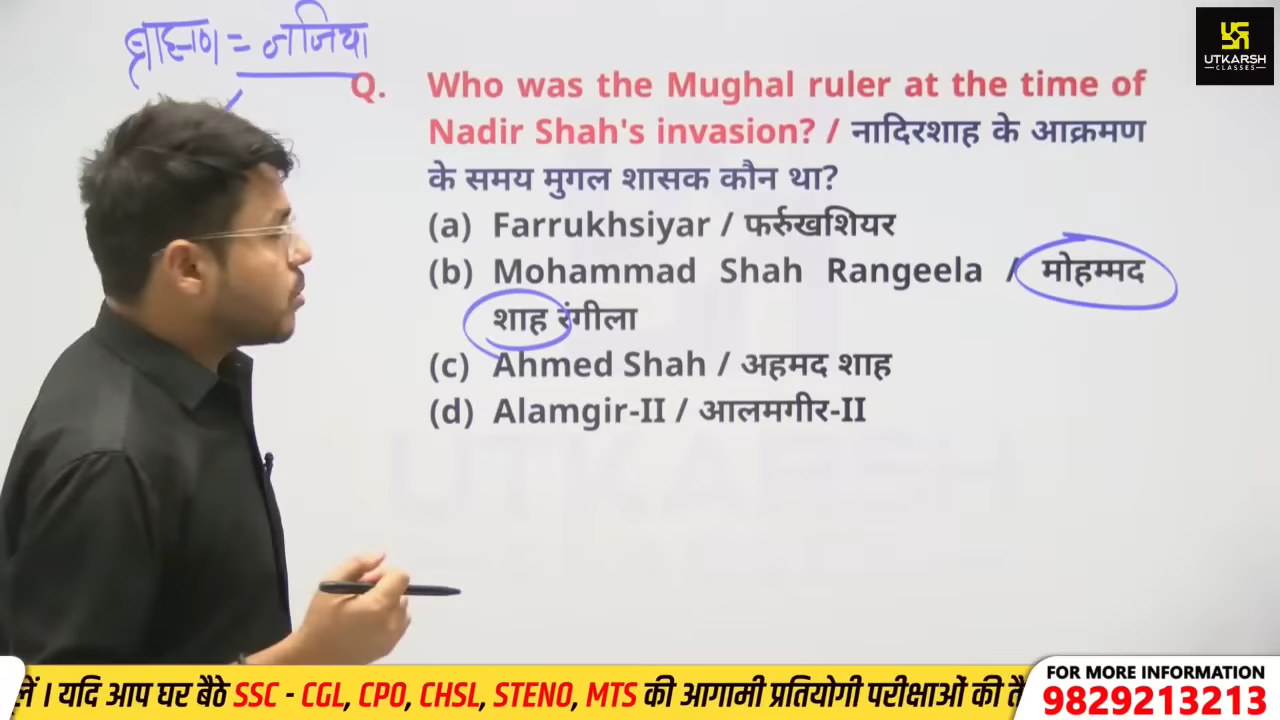 ब्राह्मण = जजिया
UTKARSH
CLASSES
Q. Who was the Mughal ruler at the time of
Nadir Shah's invasion? / नादिरशाह के आक्रमण
के समय मुगल शासक कौन था?
(a) Farrukhsiyar / फर्रुखशियर
(b) Mohammad Shah Rangeela / मोहम्मद
शाह रंगीला
(c) Ahmed Shah / अहमद शाह
(d) Alamgir-II / आलमगीर-II
UTKARSH
लें । यदि आप घर बैठे SSC - CGL, CPO, CHSL, STENO, MTS की आगामी प्रतियोगी परीक्षाओं की
FOR MORE INFORMATION
9829213213